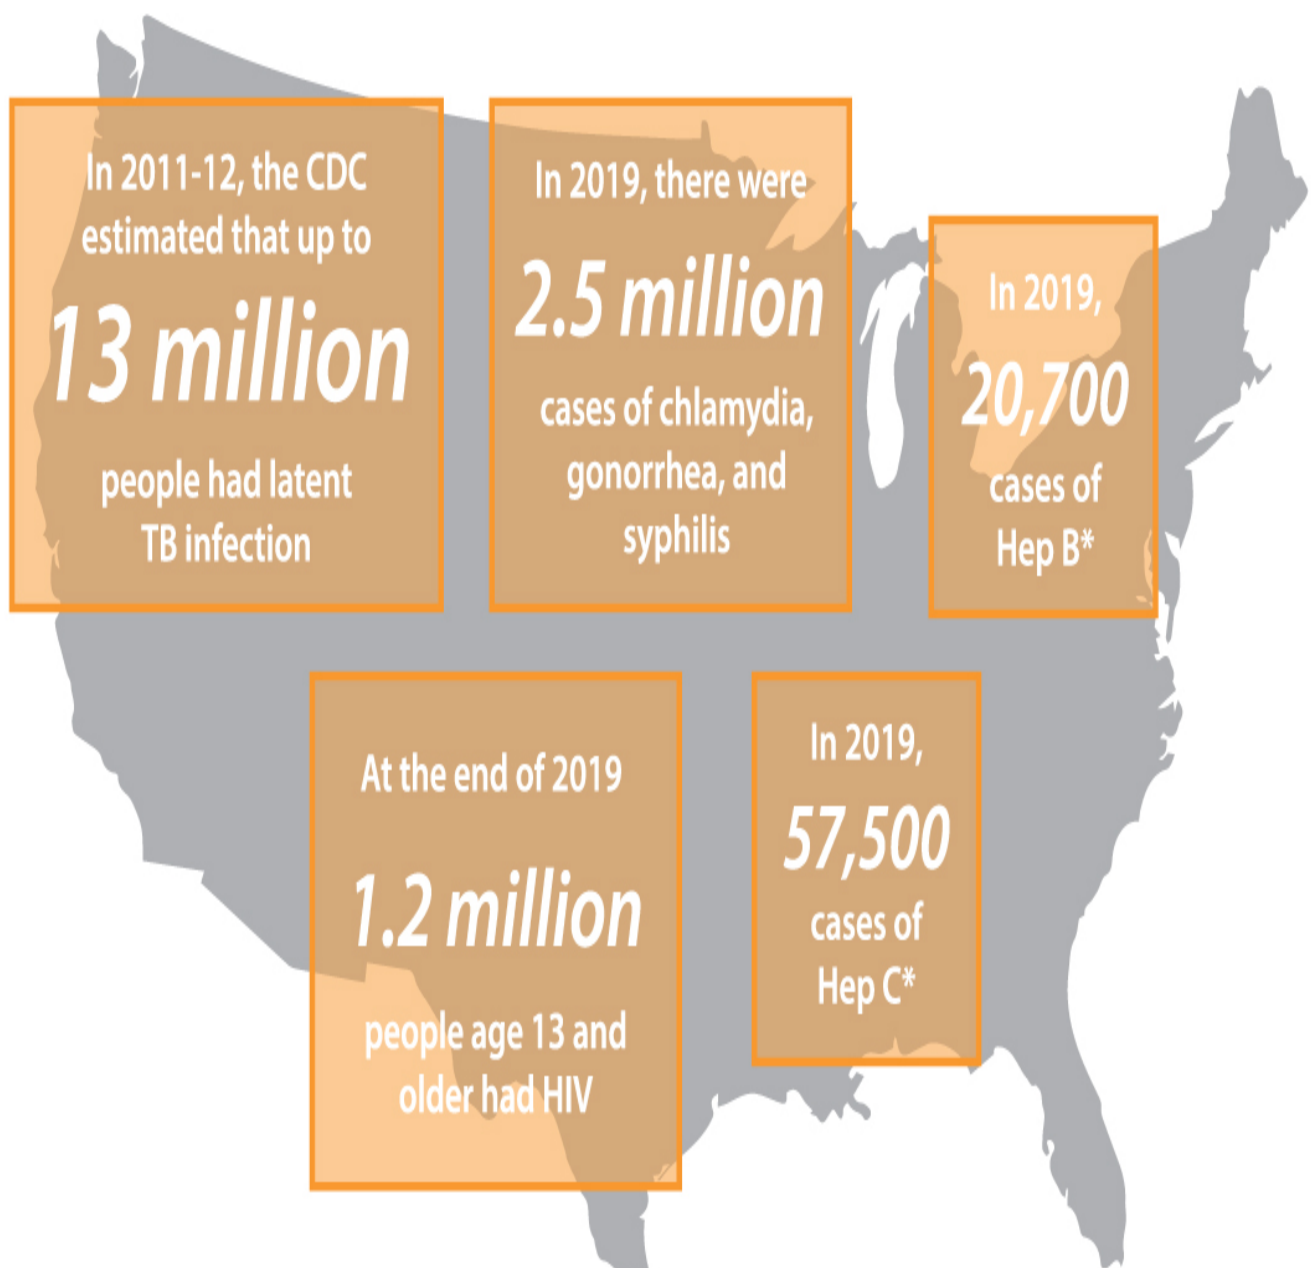 In 2011-12, the CDC
estimated that up to
13 million
people had latent
TB infection
In 2019, there were
2.5 million
cases of chlamydia,
gonorrhea, and
syphilis
In 2019,
20,700
cases of
Hep B*
At the end of 2019
1.2 million
people age 13 and
older had HIV
In 2019,
57,500
cases of
Hep C*